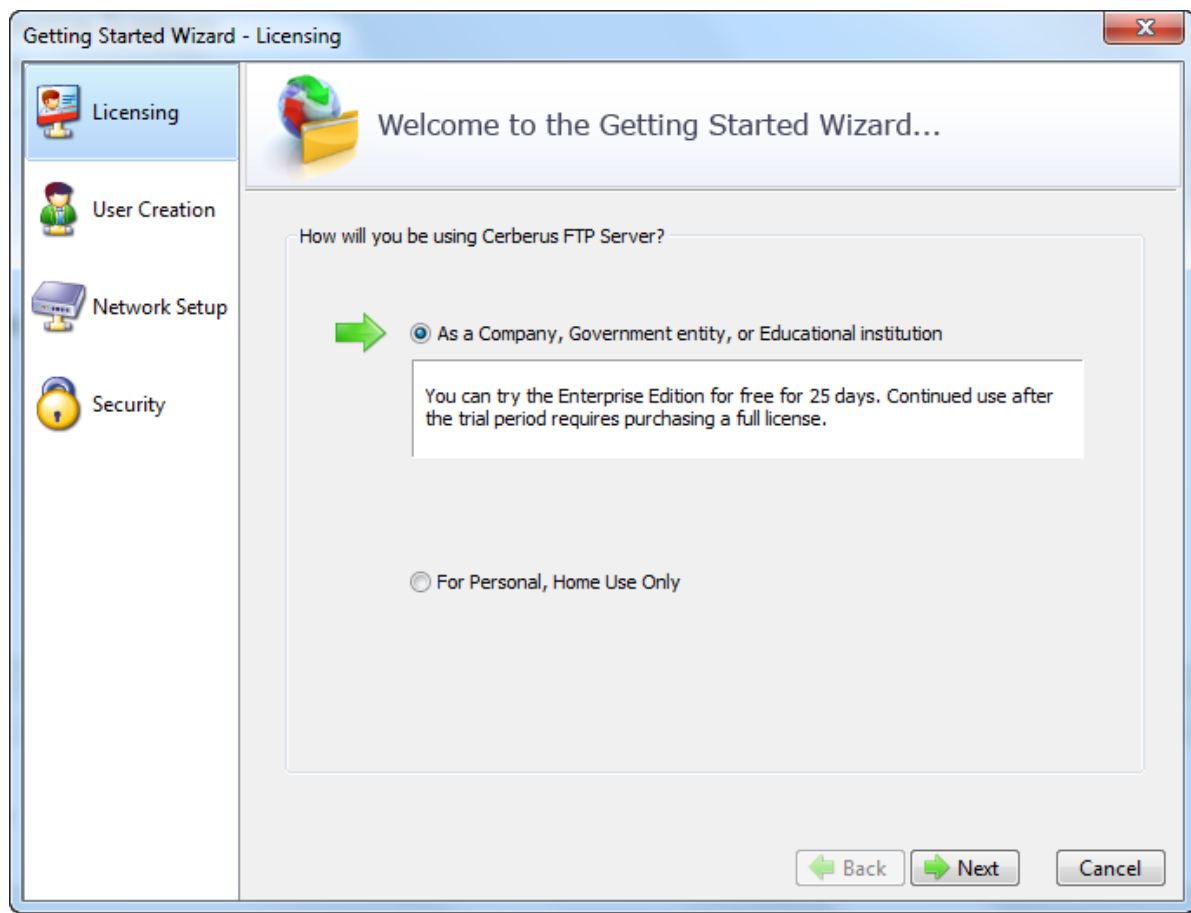 Getting Started Wizard - Licensing
Licensing
User Creation
Network Setup
Security
Welcome to the Getting Started Wizard...
How will you be using Cerberus FTP Server?
As a Company, Government entity, or Educational institution
You can try the Enterprise Edition for free for 25 days. Continued use after
the trial period requires purchasing a full license.
For Personal, Home Use Only
Back Next Cancel